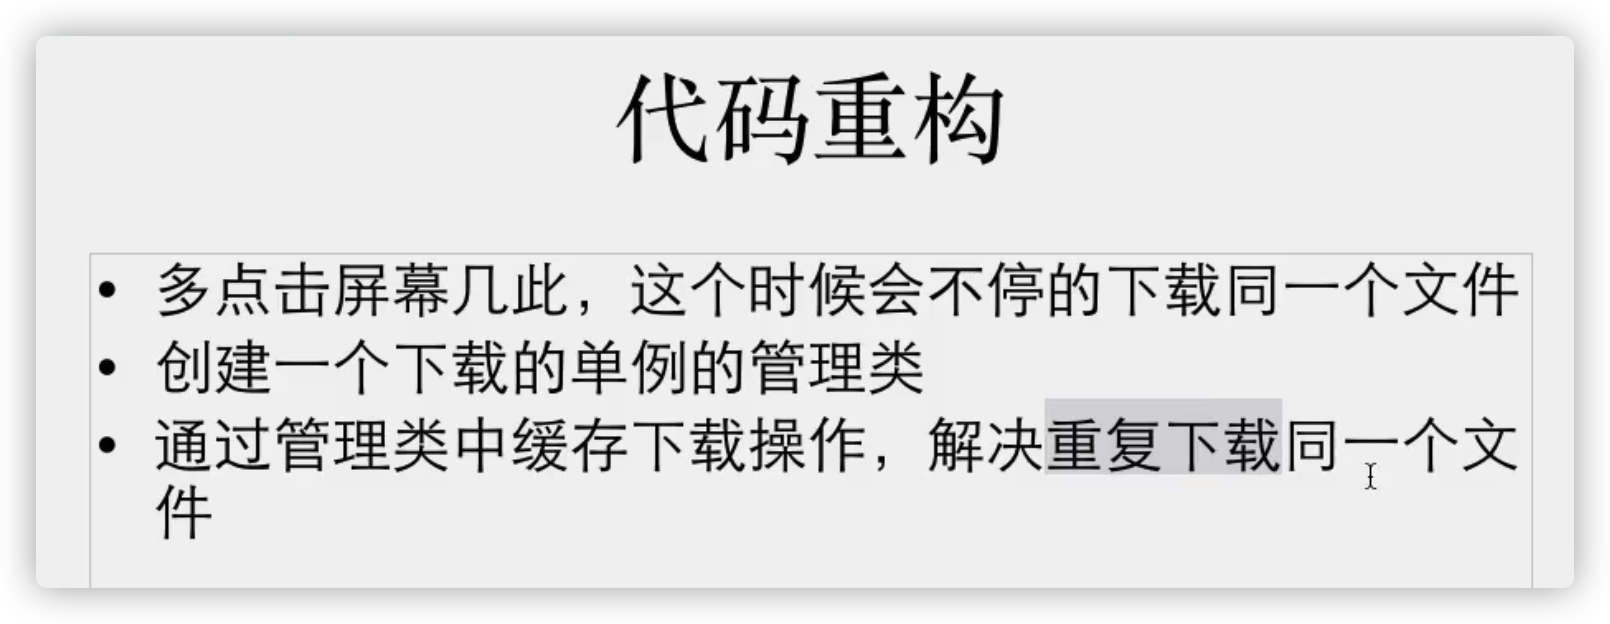 代码重构
• 多点击屏幕几此，这个时候会不停的下载同一个文件
• 创建一个下载的单例的管理类
• 通过管理类中缓存下载操作，解决重复下载同一个文
件